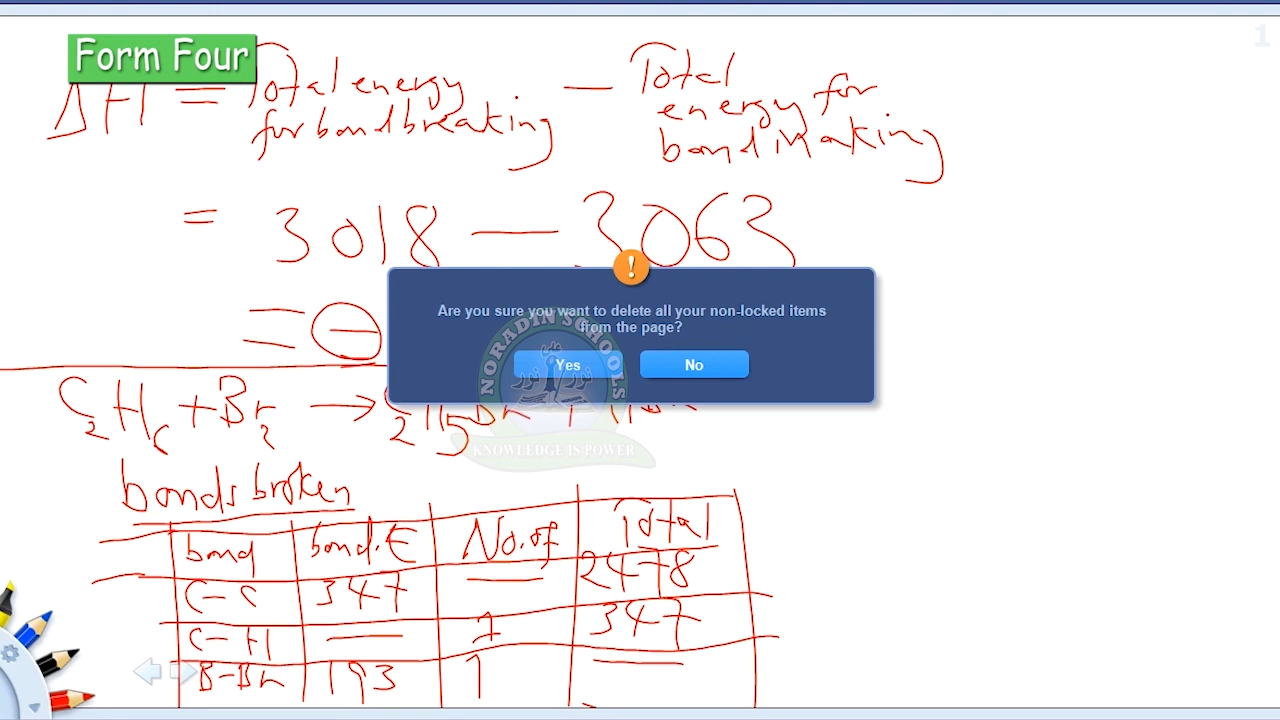 1
Form Four
ΔH = Total energy for bond breaking — Total energy for bond making
= 3018 — 3063
= ⊖
Are you sure you want to delete all your non-locked items
from the page?
Yes No
NORADIN SCHOOLS
KNOWLEDGE IS POWER
C2H6 + Br2 → C2H5Br + HBr
bonds broken
bond bond.E No.of Total
C-C 347 — 2478
C-H — 1 347
B-Br 193 1 —